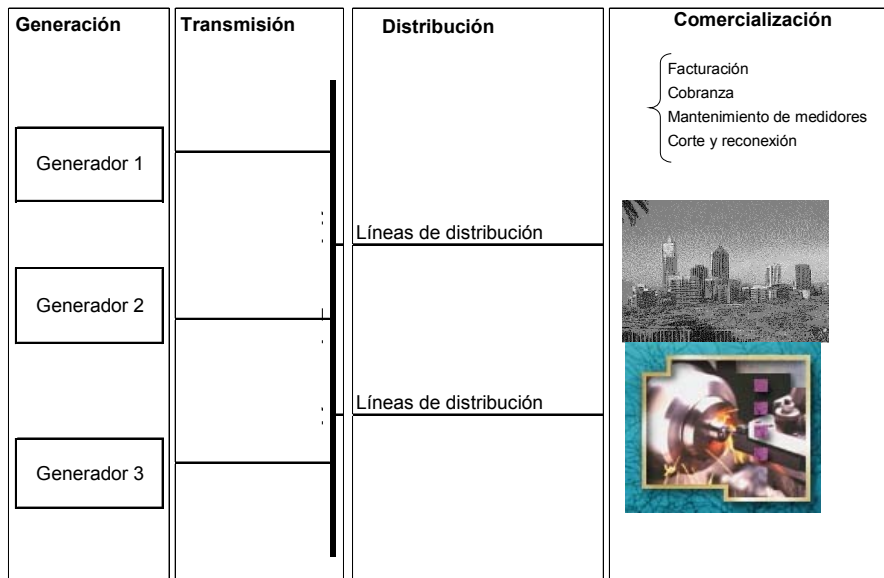 Generación
Transmisión
Distribución
Comercialización
Facturación
Cobranza
Mantenimiento de medidores
Corte y reconexión
Generador 1
Líneas de distribución
Generador 2
Líneas de distribución
Generador 3